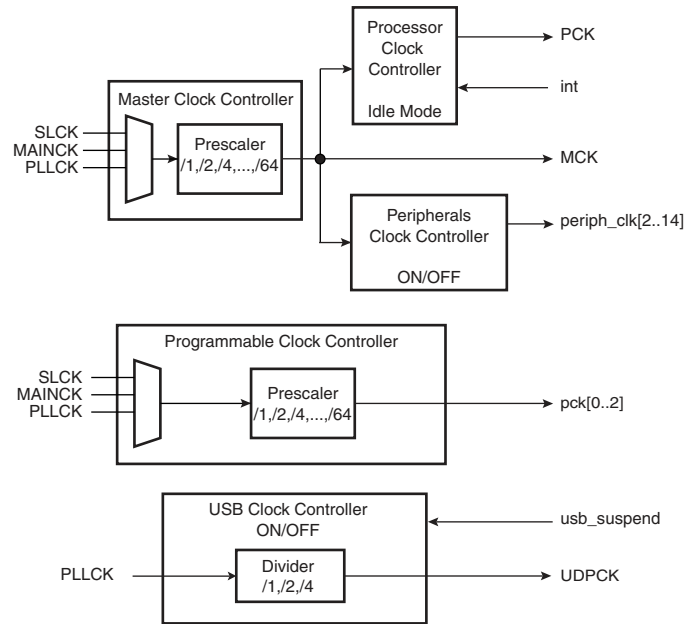 Processor
Clock
Controller
Idle Mode
PCK
int
Master Clock Controller
SLCK
MAINCK
PLLCK
Prescaler
/1,/2,/4,...,/64
MCK
Peripherals
Clock Controller
ON/OFF
periph_clk[2..14]
Programmable Clock Controller
SLCK
MAINCK
PLLCK
Prescaler
/1,/2,/4,...,/64
pck[0..2]
USB Clock Controller
ON/OFF
usb_suspend
PLLCK
Divider
/1,/2,/4
UDPCK